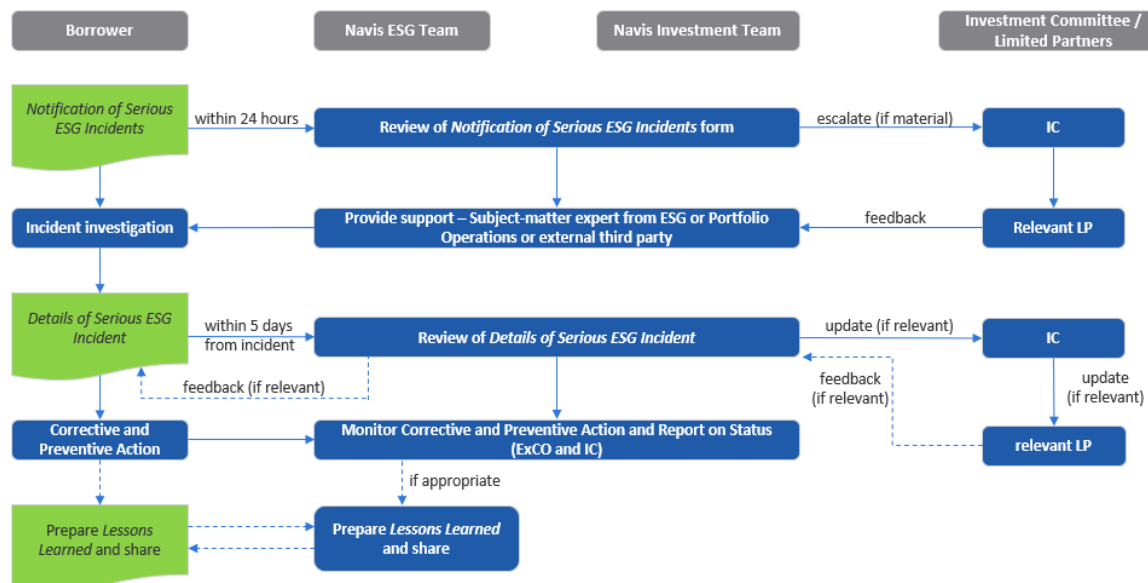 Borrower
Navis ESG Team
Navis Investment Team
Investment Committee /
Limited Partners
Notification of Serious
ESG Incidents
within 24 hours
Review of Notification of Serious ESG Incidents form
escalate (if material)
IC
Incident investigation
Provide support – Subject-matter expert from ESG or Portfolio
Operations or external third party
feedback
Relevant LP
Details of Serious ESG
Incident
within 5 days
from incident
Review of Details of Serious ESG Incident
update (if relevant)
IC
feedback (if relevant)
feedback
(if relevant)
update
(if relevant)
Corrective and
Preventive Action
Monitor Corrective and Preventive Action and Report on Status
(ExCO and IC)
relevant LP
if appropriate
Prepare Lessons
Learned and share
Prepare Lessons Learned
and share